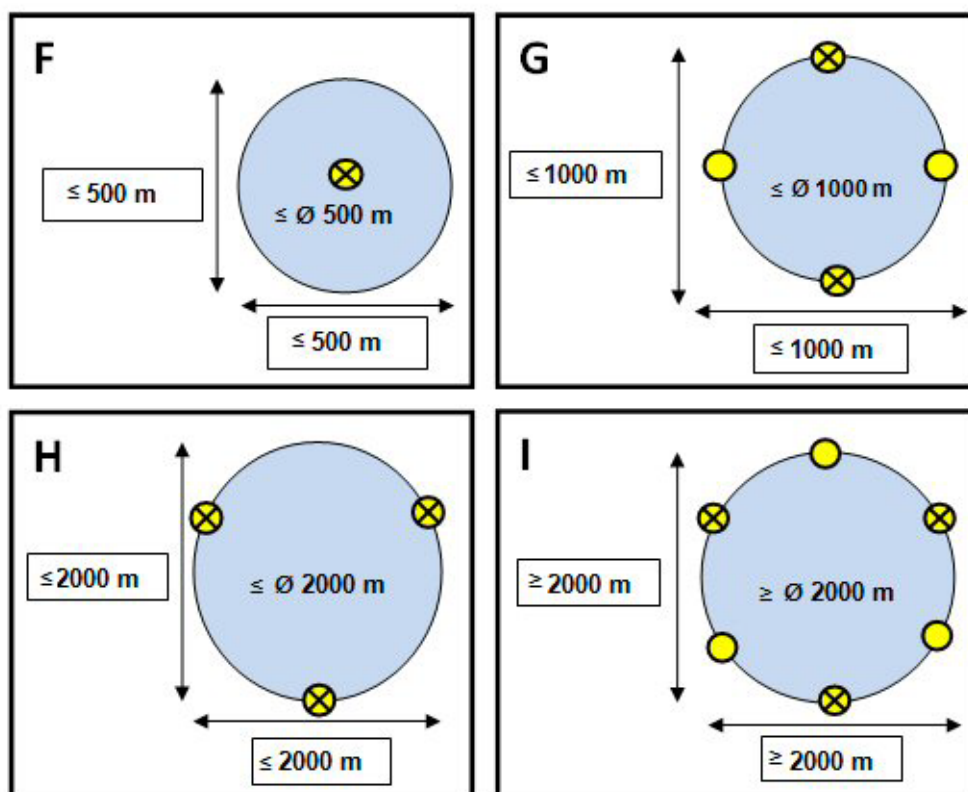 F
≤ 500 m
≤ Ø 500 m
≤ 500 m
G
≤ 1000 m
≤ Ø 1000 m
≤ 1000 m
H
≤ 2000 m
≤ Ø 2000 m
≤ 2000 m
I
≥ 2000 m
≥ Ø 2000 m
≥ 2000 m